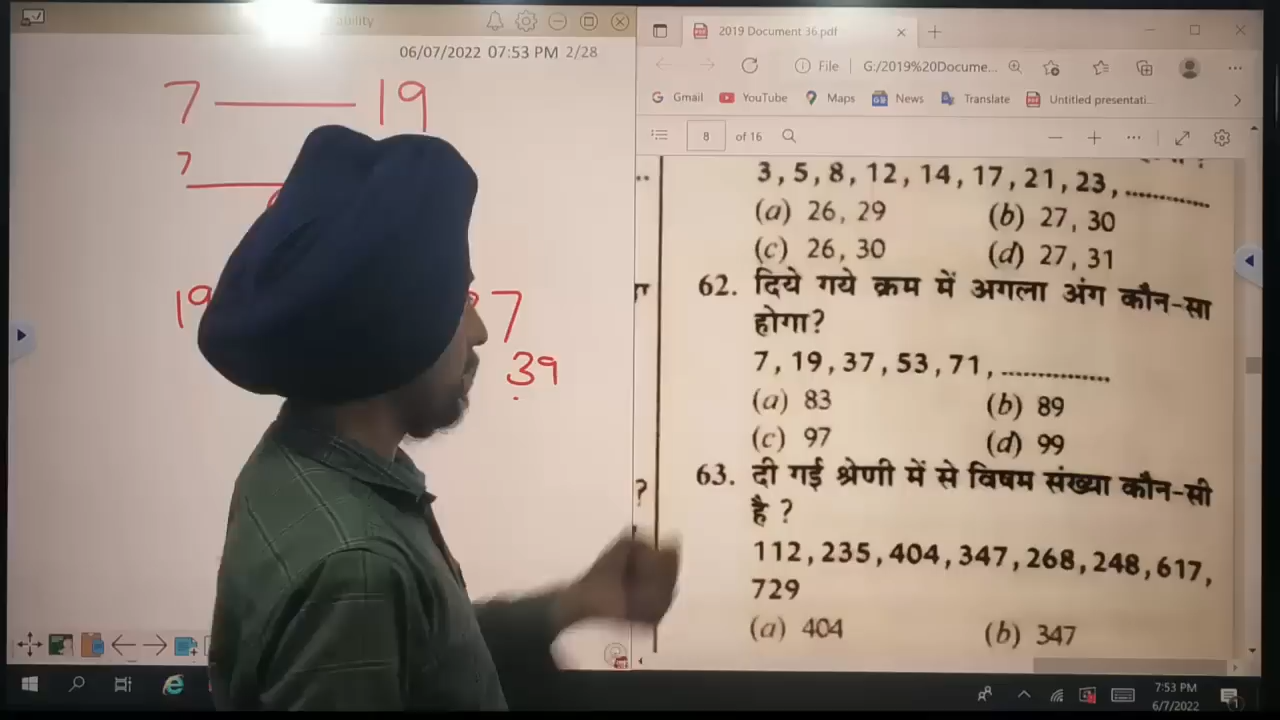 ability
06/07/2022 07:53 PM 2/28
7 19
7
19 7
39
2019 Document 36.pdf
File G:/2019%20Docume...
Gmail YouTube Maps News Translate Untitled presentati...
8 of 16
3, 5, 8, 12, 14, 17, 21, 23, ............
(a) 26, 29 (b) 27, 30
(c) 26, 30 (d) 27, 31
62. दिये गये क्रम में अगला अंग कौन-सा
होगा?
7, 19, 37, 53, 71, ...............
(a) 83 (b) 89
(c) 97 (d) 99
63. दी गई श्रेणी में से विषम संख्या कौन-सी
है ?
?
112, 235, 404, 347, 268, 248, 617,
729
(a) 404 (b) 347
7:53 PM
6/7/2022